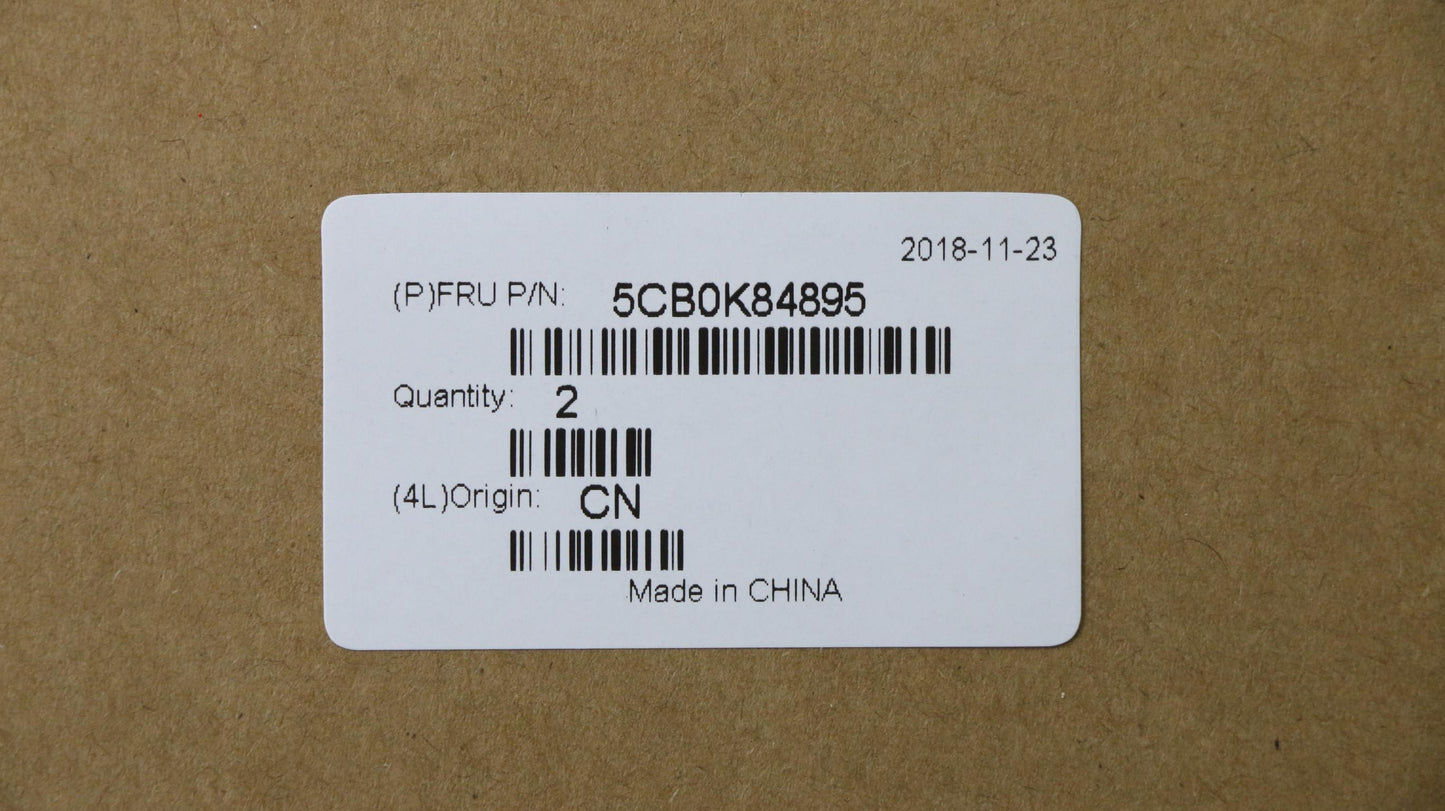 2018-11-23
(P)FRU P/N: 5CB0K84895
Quantity: 2
(4L)Origin: CN
Made in CHINA